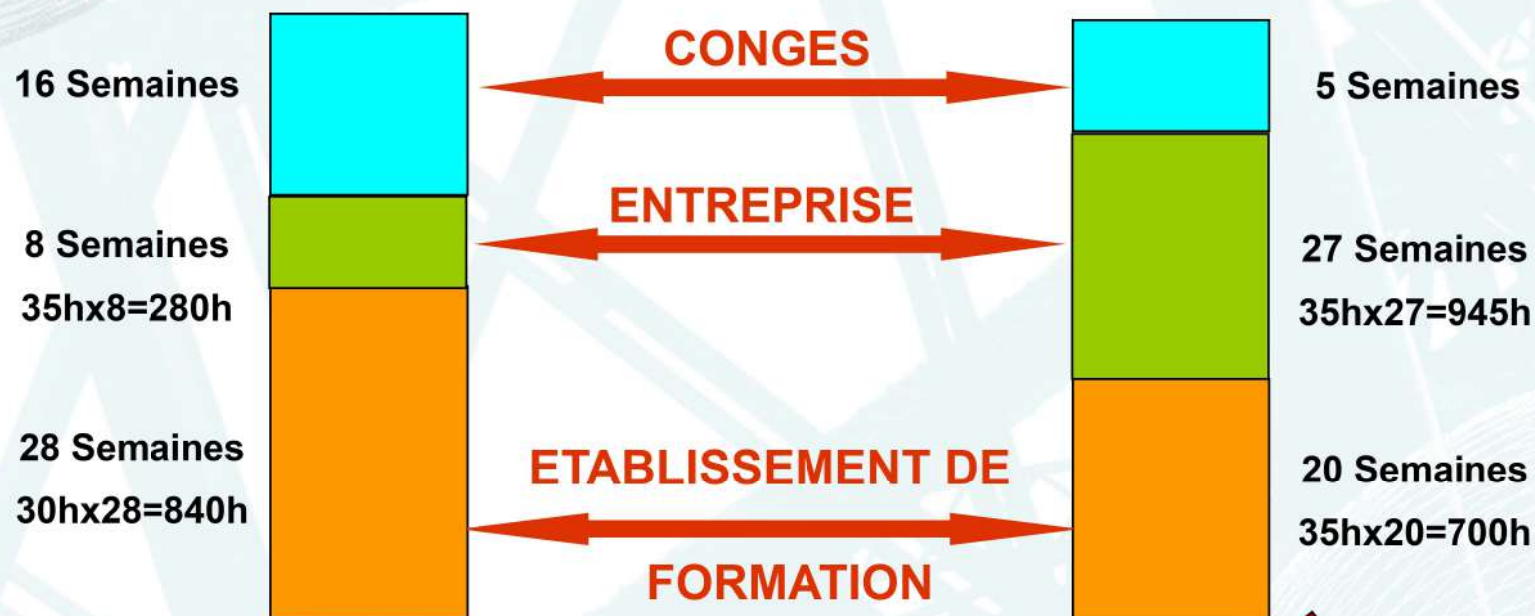 CONGES
16 Semaines
5 Semaines
ENTREPRISE
8 Semaines
35hx8=280h
27 Semaines
35hx27=945h
28 Semaines
30hx28=840h
ETABLISSEMENT DE
FORMATION
20 Semaines
35hx20=700h